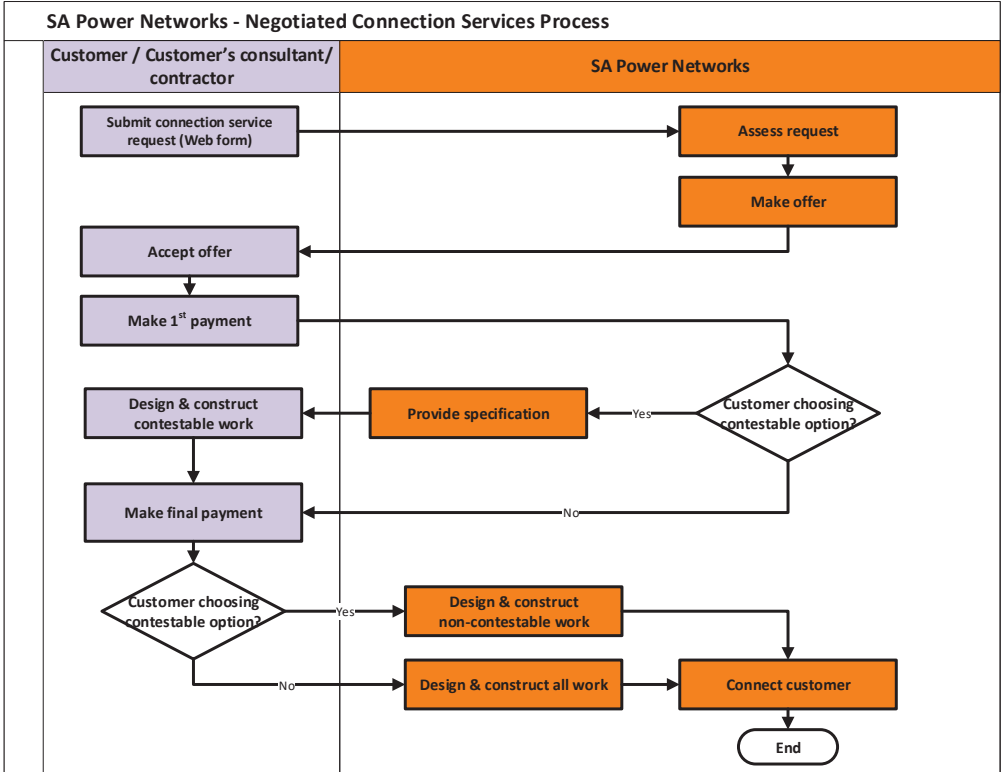 SA Power Networks - Negotiated Connection Services Process
Customer / Customer's consultant/
contractor
SA Power Networks
Submit connection service
request (Web form)
Assess request
Make offer
Accept offer
Make 1st payment
Customer choosing
contestable option?
Yes
Provide specification
Design & construct
contestable work
No
Make final payment
Customer choosing
contestable option?
Yes
Design & construct
non-contestable work
No
Design & construct all work
Connect customer
End